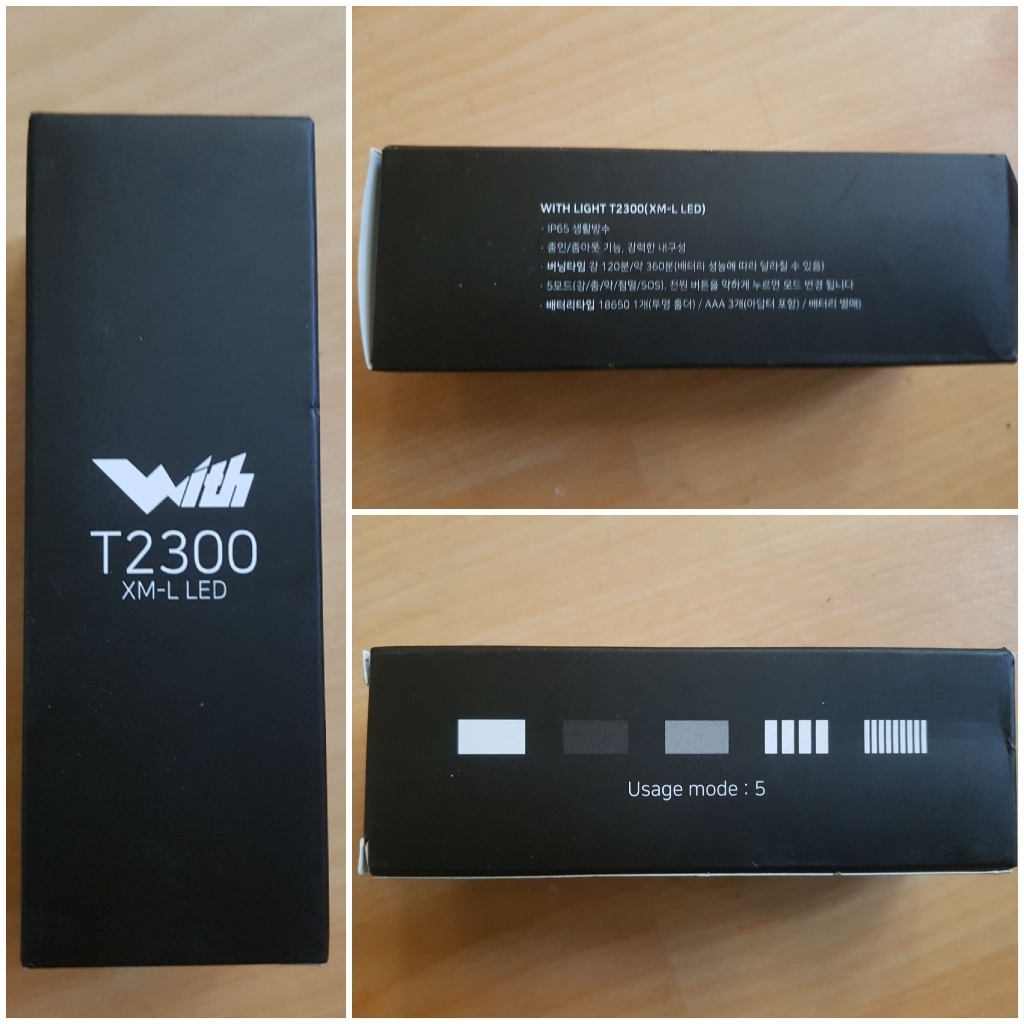 With
T2300
XM-L LED
WITH LIGHT T2300(XM-L LED)
· IP65 생활방수
· 줌인/줌아웃 기능, 강력한 내구성
· 버닝타임 강 120분/약 360분(배터리 성능에 따라 달라질 수 있음)
· 5모드(강/중/약/점멸/SOS), 전원 버튼을 약하게 누르면 모드 변경 됩니다
· 배터리타입 18650 1개(투명 홀더) / AAA 3개(아답터 포함) / 배터리 별매)
Usage mode : 5